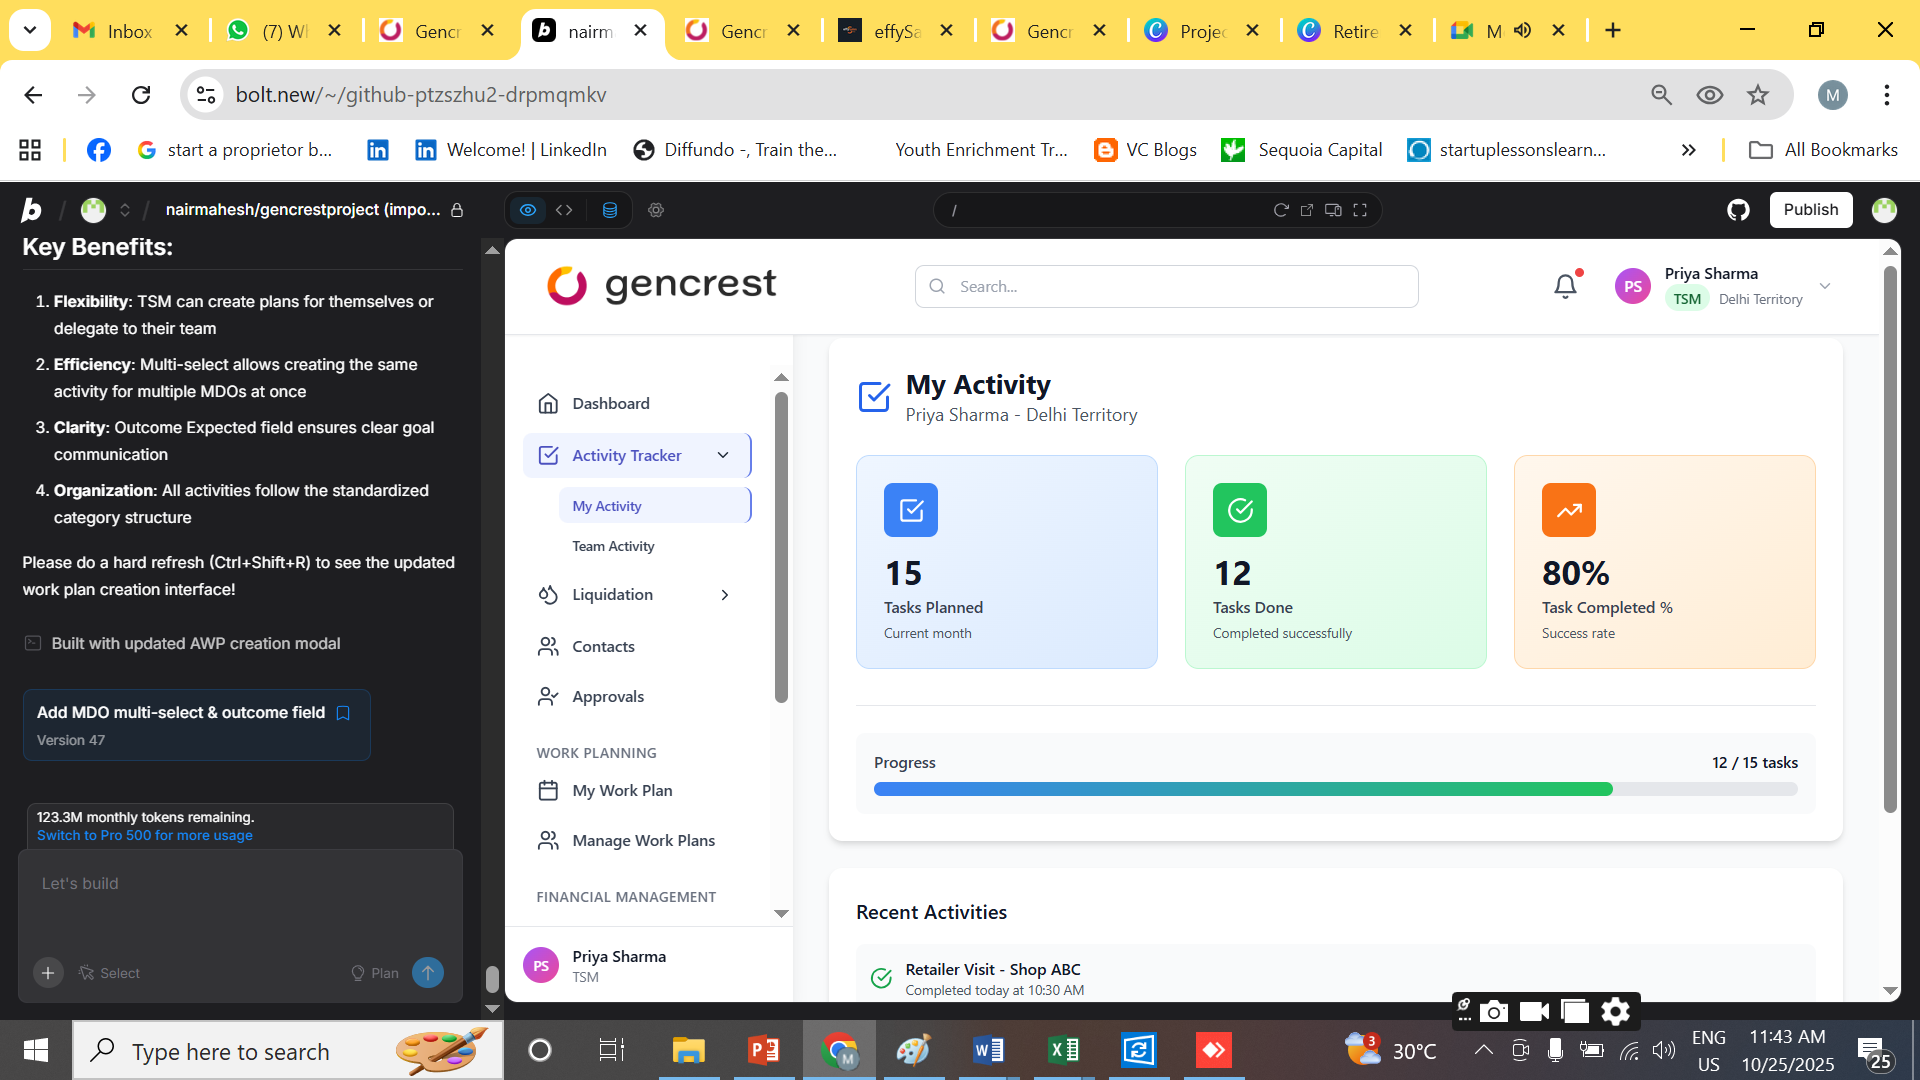 Inbox
(7) W
Gencr
nairm
Gencr
effySa
Gencr
Projec
Retire
M
bolt.new/~/github-ptzszhu2-drpmqmkv
M
start a proprietor b...
Welcome! | LinkedIn
Diffundo -, Train the...
Youth Enrichment Tr...
VC Blogs
Sequoia Capital
startuplessonslearn...
All Bookmarks
b / / nairmahesh/gencrestproject (impo...
/
Publish
Key Benefits:
1. Flexibility: TSM can create plans for themselves or
delegate to their team
2. Efficiency: Multi-select allows creating the same
activity for multiple MDOs at once
3. Clarity: Outcome Expected field ensures clear goal
communication
4. Organization: All activities follow the standardized
category structure
Please do a hard refresh (Ctrl+Shift+R) to see the updated
work plan creation interface!
Built with updated AWP creation modal
Add MDO multi-select & outcome field
Version 47
123.3M monthly tokens remaining.
Switch to Pro 500 for more usage
Let's build
Select
Plan
gencrest
Search...
PS
Priya Sharma
TSM Delhi Territory
Dashboard
Activity Tracker
My Activity
Team Activity
Liquidation
Contacts
Approvals
WORK PLANNING
My Work Plan
Manage Work Plans
FINANCIAL MANAGEMENT
PS
Priya Sharma
TSM
My Activity
Priya Sharma - Delhi Territory
15
Tasks Planned
Current month
12
Tasks Done
Completed successfully
80%
Task Completed %
Success rate
Progress
12 / 15 tasks
Recent Activities
Retailer Visit - Shop ABC
Completed today at 10:30 AM
Type here to search
M
3
30°C
ENG
US
11:43 AM
10/25/2025
25